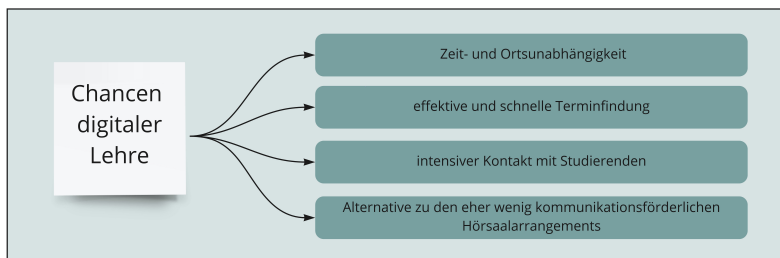 Chancen
digitaler
Lehre
Zeit- und Ortsunabhängigkeit
effektive und schnelle Terminfindung
intensiver Kontakt mit Studierenden
Alternative zu den eher wenig kommunikationsförderlichen
Hörsaalarrangements